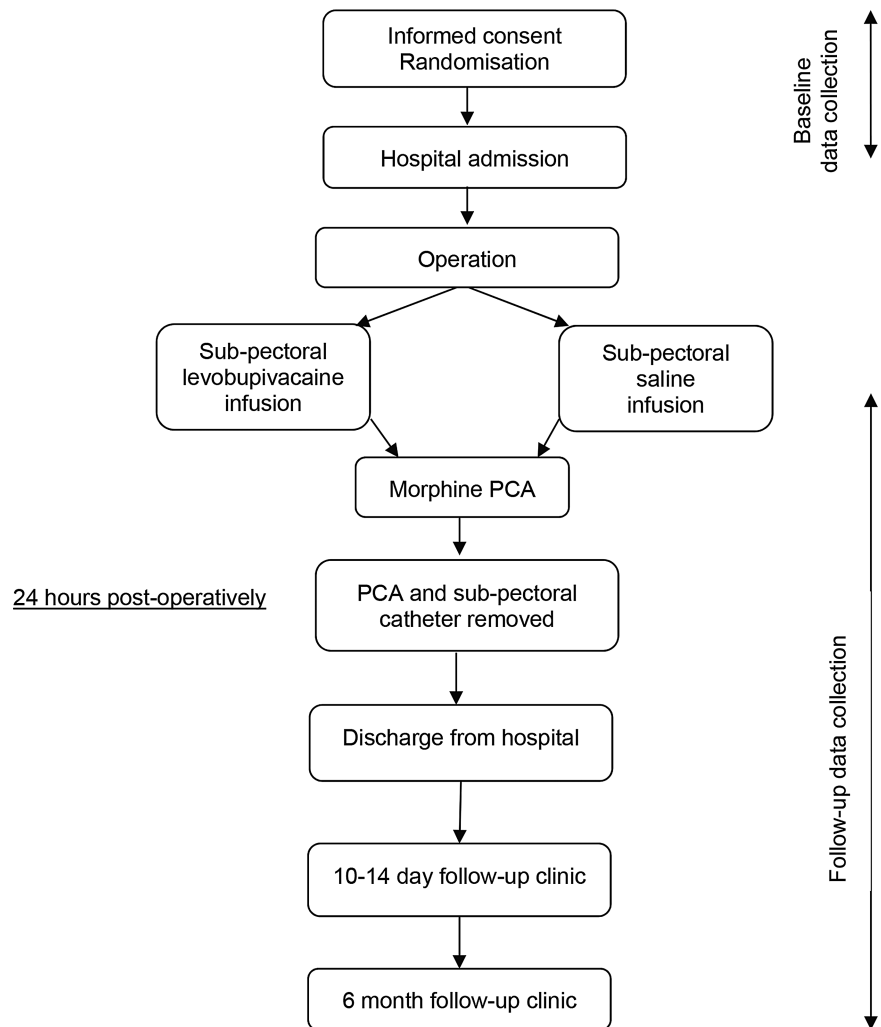 Informed consent
Randomisation
Baseline
data collection
Hospital admission
Operation
Sub-pectoral
levobupivacaine
infusion
Sub-pectoral
saline
infusion
Morphine PCA
24 hours post-operatively
PCA and sub-pectoral
catheter removed
Discharge from hospital
Follow-up data collection
10-14 day follow-up clinic
6 month follow-up clinic